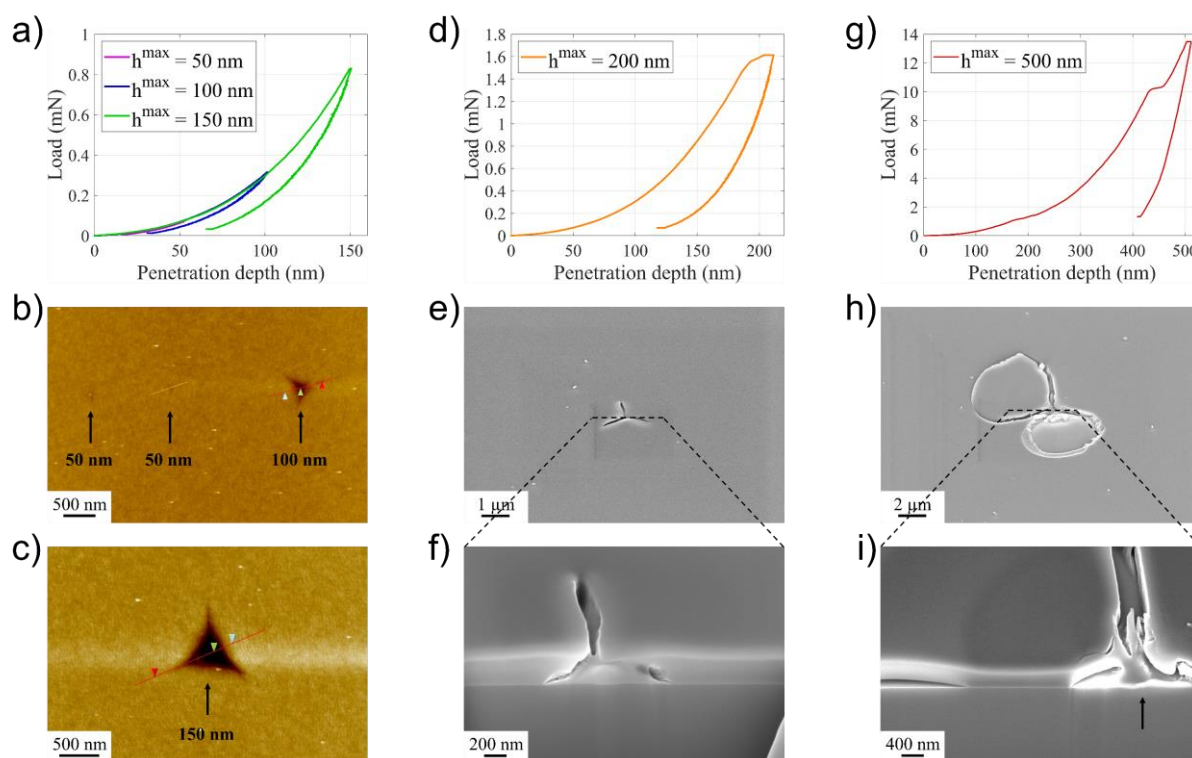 a)
1
0.8
0.6
0.4
0.2
0
0
50
100
150
Load (mN)
Penetration depth (nm)
h^max = 50 nm
h^max = 100 nm
h^max = 150 nm
d)
1.8
1.6
1.4
1.2
1
0.8
0.6
0.4
0.2
0
0
50
100
150
200
Load (mN)
Penetration depth (nm)
h^max = 200 nm
g)
14
12
10
8
6
4
2
0
0
100
200
300
400
500
Load (mN)
Penetration depth (nm)
h^max = 500 nm
b)
50 nm
50 nm
100 nm
500 nm
e)
1 μm
h)
2 μm
c)
150 nm
500 nm
f)
200 nm
i)
400 nm